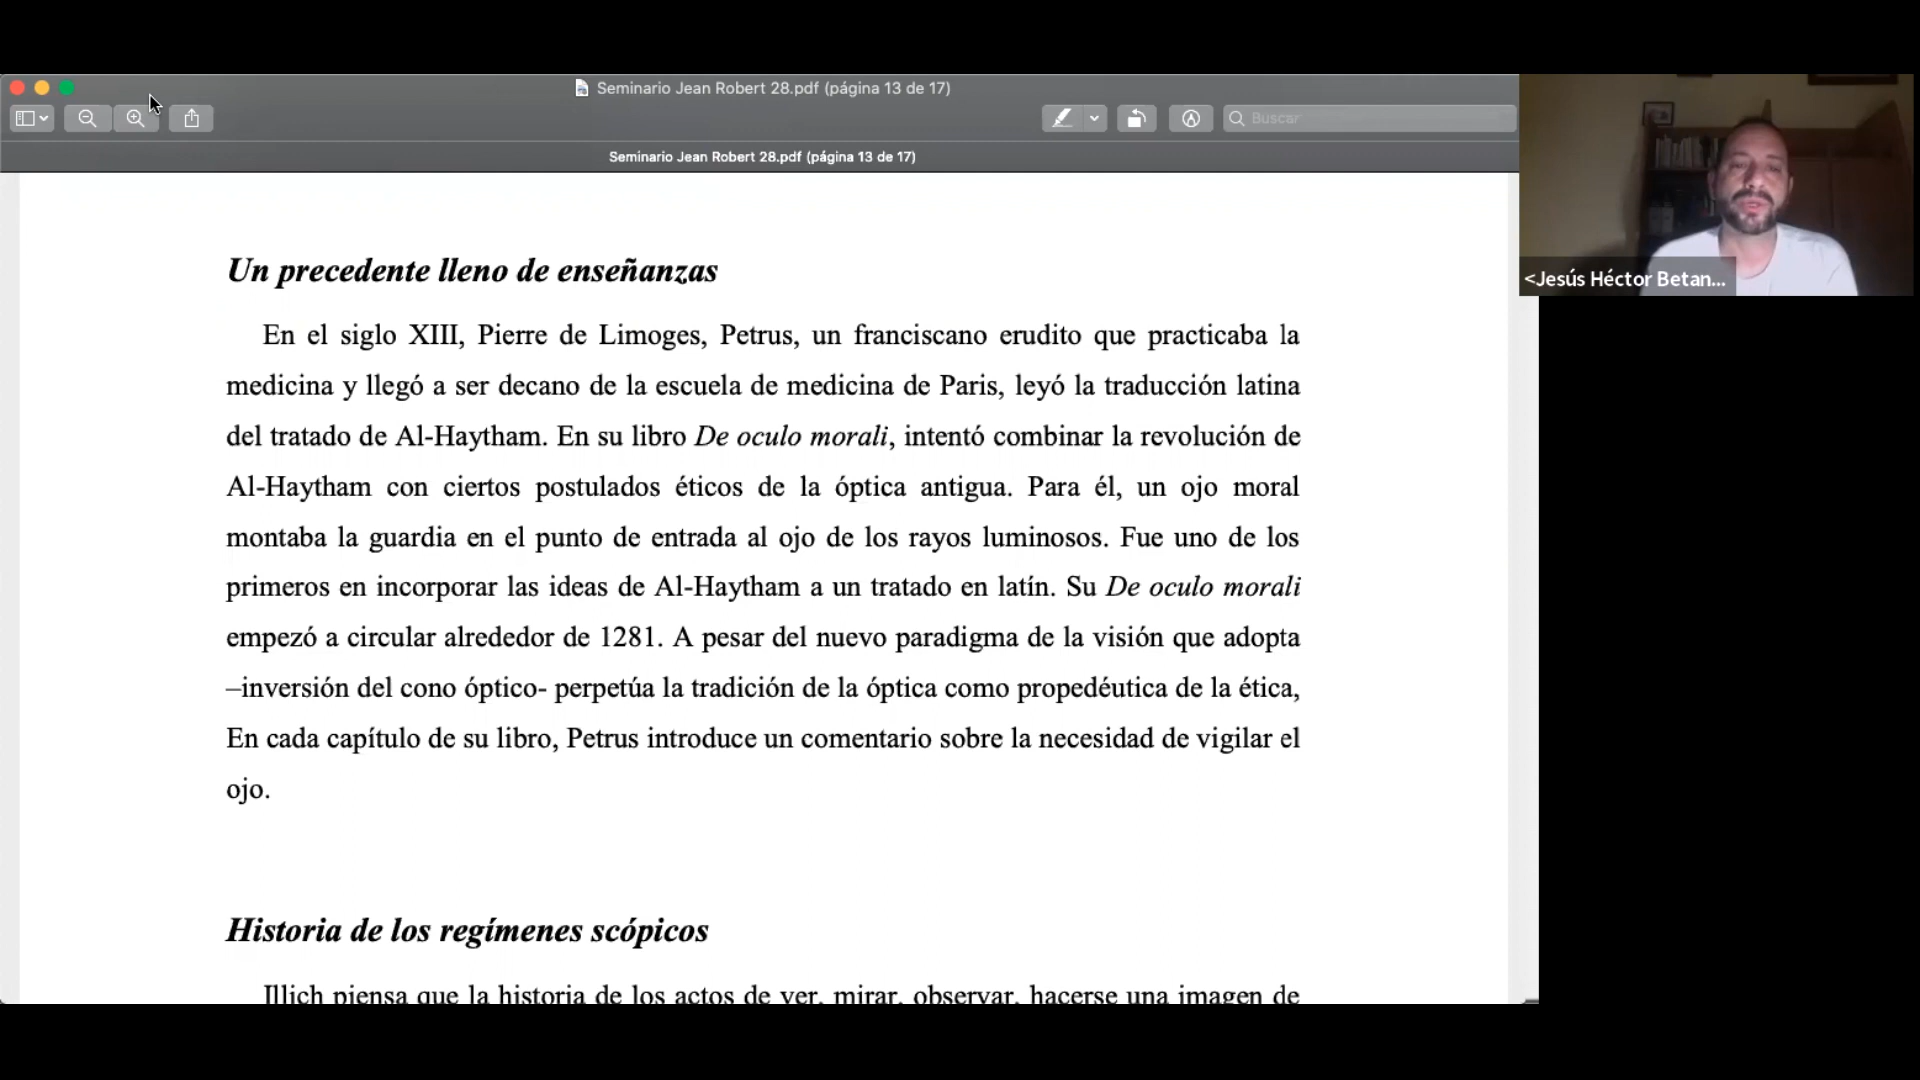 Seminario Jean Robert 28.pdf (página 13 de 17)
Buscar
Seminario Jean Robert 28.pdf (página 13 de 17)
<Jesús Héctor Betan...
Un precedente lleno de enseñanzas
En el siglo XIII, Pierre de Limoges, Petrus, un franciscano erudito que practicaba la
medicina y llegó a ser decano de la escuela de medicina de Paris, leyó la traducción latina
del tratado de Al-Haytham. En su libro De oculo morali, intentó combinar la revolución de
Al-Haytham con ciertos postulados éticos de la óptica antigua. Para él, un ojo moral
montaba la guardia en el punto de entrada al ojo de los rayos luminosos. Fue uno de los
primeros en incorporar las ideas de Al-Haytham a un tratado en latín. Su De oculo morali
empezó a circular alrededor de 1281. A pesar del nuevo paradigma de la visión que adopta
–inversión del cono óptico- perpetúa la tradición de la óptica como propedéutica de la ética,
En cada capítulo de su libro, Petrus introduce un comentario sobre la necesidad de vigilar el
ojo.
Historia de los regímenes scópicos
Illich piensa que la historia de los actos de ver, mirar, observar, hacerse una imagen de